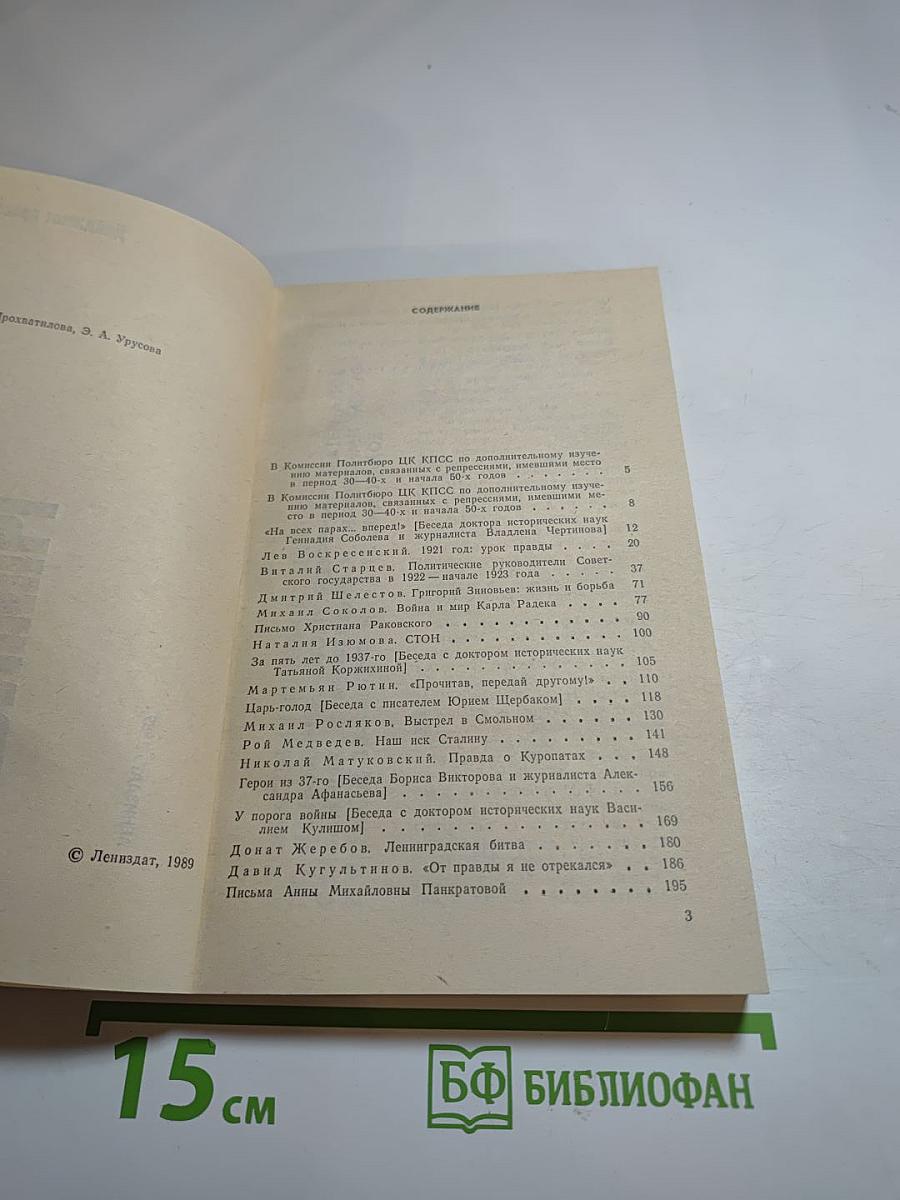 Прохватилова, Э. А. Урусова
© Лениздат, 1989
СОДЕРЖАНИЕ
В Комиссии Политбюро ЦК КПСС по дополнительному изуче-
нию материалов, связанных с репрессиями, имевшими место
в период 30—40-х и начала 50-х годов . . . . . . . 5
В Комиссии Политбюро ЦК КПСС по дополнительному изуче-
нию материалов, связанных с репрессиями, имевшими ме-
сто в период 30—40-х и начала 50-х годов . . . . . . 8
«На всех парах... вперед!» [Беседа доктора исторических наук
Геннадия Соболева и журналиста Владлена Чертинова] 12
Лев Воскресенский. 1921 год: урок правды . . . . 20
Виталий Старцев. Политические руководители Совет-
ского государства в 1922 — начале 1923 года . . . . . 37
Дмитрий Шелестов. Григорий Зиновьев: жизнь и борьба 71
Михаил Соколов. Война и мир Карла Радека . . . . 77
Письмо Христиана Раковского . . . . . . . . . . . 90
Наталия Изюмова. СТОН . . . . . . . . . . . 100
За пять лет до 1937-го [Беседа с доктором исторических наук
Татьяной Коржихиной] . . . . . . . . . . . . . 105
Мартемьян Рютин. «Прочитав, передай другому!» . . 110
Царь-голод [Беседа с писателем Юрием Щербаком] . . . . 118
Михаил Росляков. Выстрел в Смольном . . . . . . 130
Рой Медведев. Наш иск Сталину . . . . . . . . . 141
Николай Матуковский. Правда о Куропатах . . . 148
Герои из 37-го [Беседа Бориса Викторова и журналиста Алек-
сандра Афанасьева] . . . . . . . . . . . . . . 156
У порога войны [Беседа с доктором исторических наук Васи-
лием Кулишом] . . . . . . . . . . . . . . . 169
Донат Жеребов. Ленинградская битва . . . . . . . 180
Давид Кугультинов. «От правды я не отрекался» . . 186
Письма Анны Михайловны Панкратовой . . . . . . . . 195
3
15 см
БФ БИБЛИОФАН